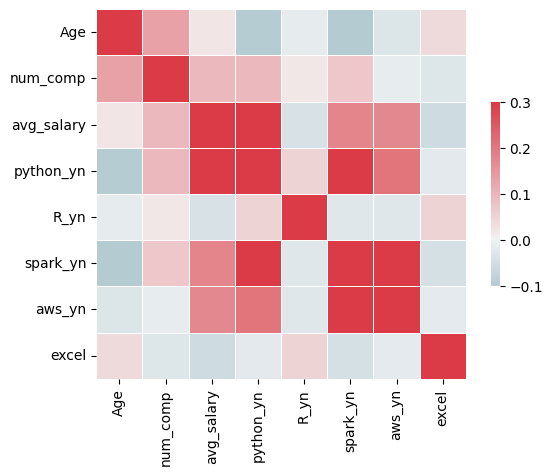 Age
num_comp
avg_salary
python_yn
R_yn
spark_yn
aws_yn
excel
0.3
0.2
0.1
0.0
−0.1
Age
num_comp
avg_salary
python_yn
R_yn
spark_yn
aws_yn
excel